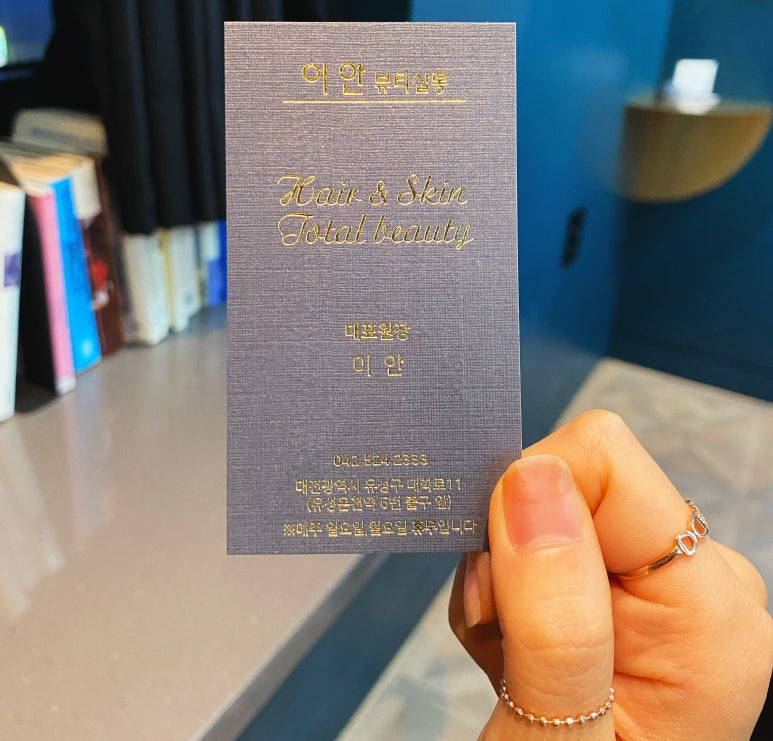 이 안 뷰티살롱
Hair & Skin
Total beauty
대표원장
이 안
042 524 2333
대전광역시 유성구 대학로11
(유성온천역 6번 출구 앞)
※매주 일요일,월요일 휴무입니다